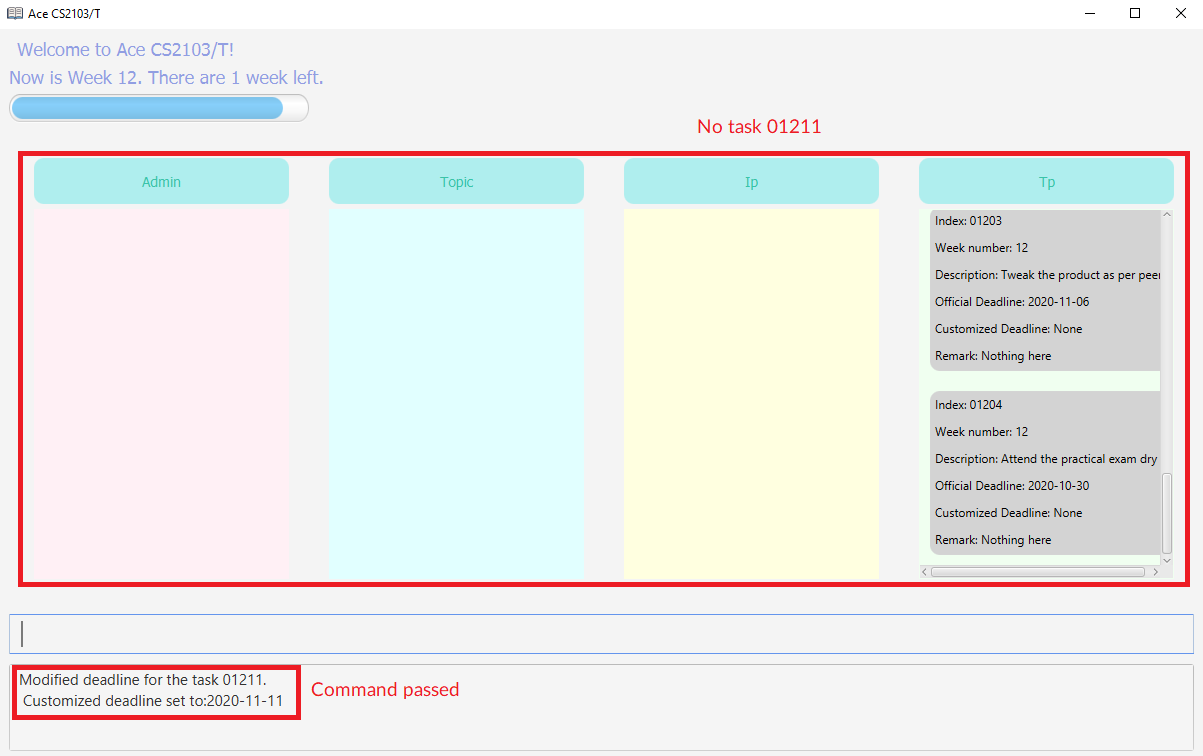 Ace CS2103/T
Welcome to Ace CS2103/T!
Now is Week 12. There are 1 week left.
No task 01211
Admin
Topic
Ip
Tp
Index: 01203
Week number: 12
Description: Tweak the product as per peer
Official Deadline: 2020-11-06
Customized Deadline: None
Remark: Nothing here
Index: 01204
Week number: 12
Description: Attend the practical exam dry
Official Deadline: 2020-10-30
Customized Deadline: None
Remark: Nothing here
Modified deadline for the task 01211.
Customized deadline set to:2020-11-11
Command passed